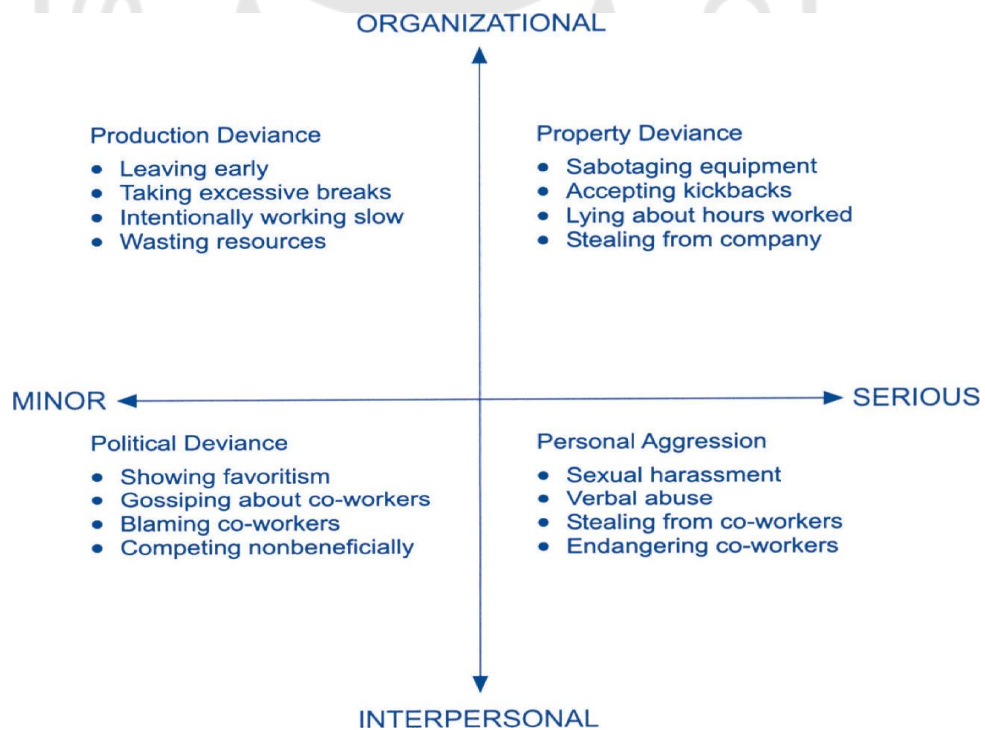 ORGANIZATIONAL
Production Deviance
• Leaving early
• Taking excessive breaks
• Intentionally working slow
• Wasting resources
Property Deviance
• Sabotaging equipment
• Accepting kickbacks
• Lying about hours worked
• Stealing from company
MINOR
SERIOUS
Political Deviance
• Showing favoritism
• Gossiping about co-workers
• Blaming co-workers
• Competing nonbeneficially
Personal Aggression
• Sexual harassment
• Verbal abuse
• Stealing from co-workers
• Endangering co-workers
INTERPERSONAL